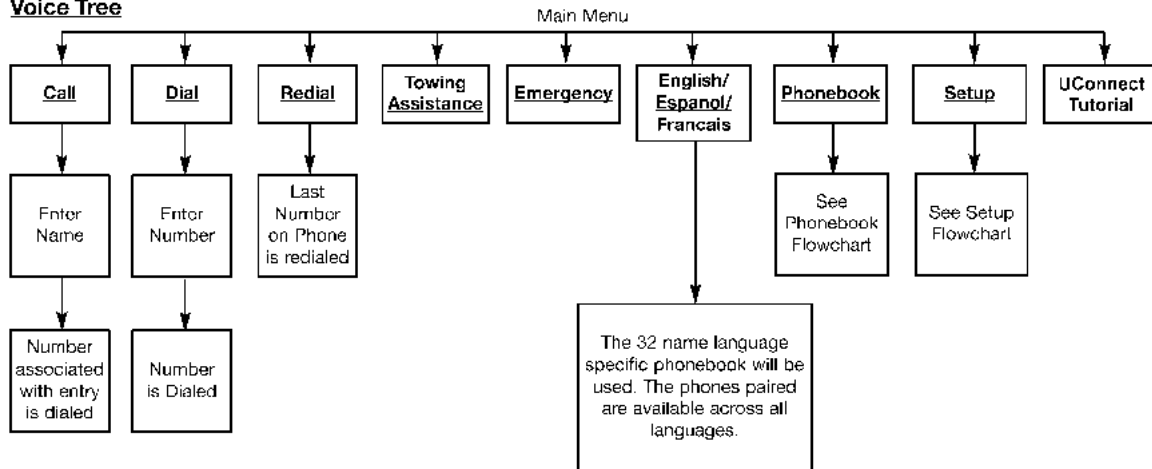 Voice Tree
Main Menu
Call
Dial
Redial
Towing
Assistance
Emergency
English/
Espanol/
Francais
Phonebook
Setup
UConnect
Tutorial
Enter
Name
Enter
Number
Last
Number
on Phone
is redialed
See
Phonebook
Flowchart
See Setup
Flowchart
Number
associated
with entry
is dialed
Number
is Dialed
The 32 name language
specific phonebook will be
used. The phones paired
are available across all
languages.